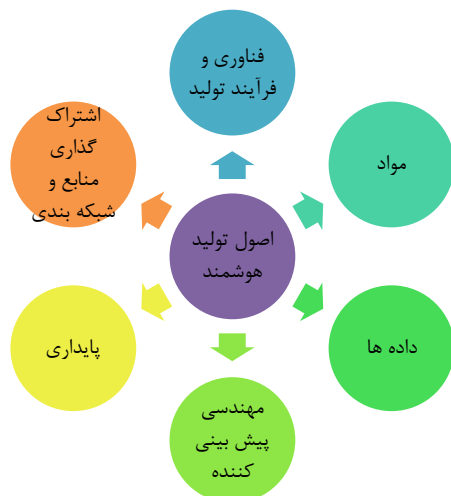 فناوری و
فرآیند تولید
مواد
داده ها
مهندسی
پیش بینی
کننده
پایداری
اشتراک
گذاری
منابع و
شبکه بندی
اصول تولید
هوشمند